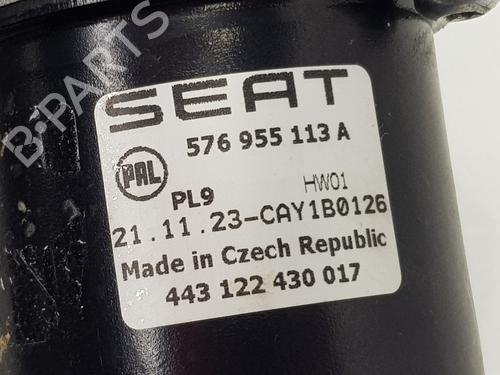 B-PARTS
SEAT
576 955 113 A
PAL
PL9 HW01
21.11.23-CAY1B0126
Made in Czech Republic
443 122 430 017